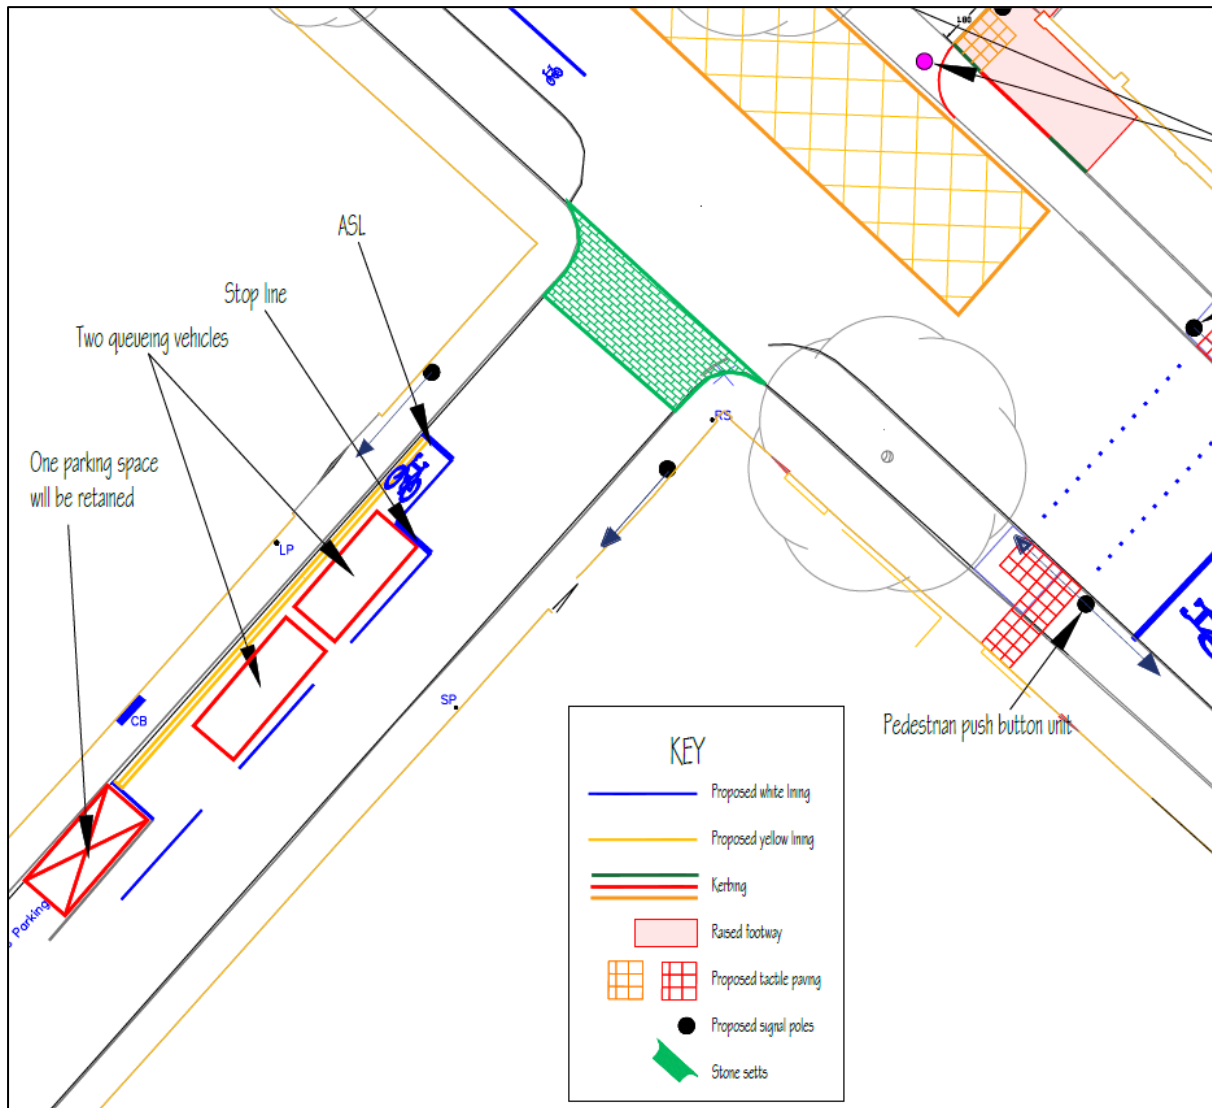 180
ASL
Stop line
Two queueing vehicles
One parking space
will be retained
RS
LP
SP
CB
Parking
Pedestrian push button unit
KEY
Proposed white lining
Proposed yellow lining
Kerbing
Raised footway
Proposed tactile paving
Proposed signal poles
Stone setts